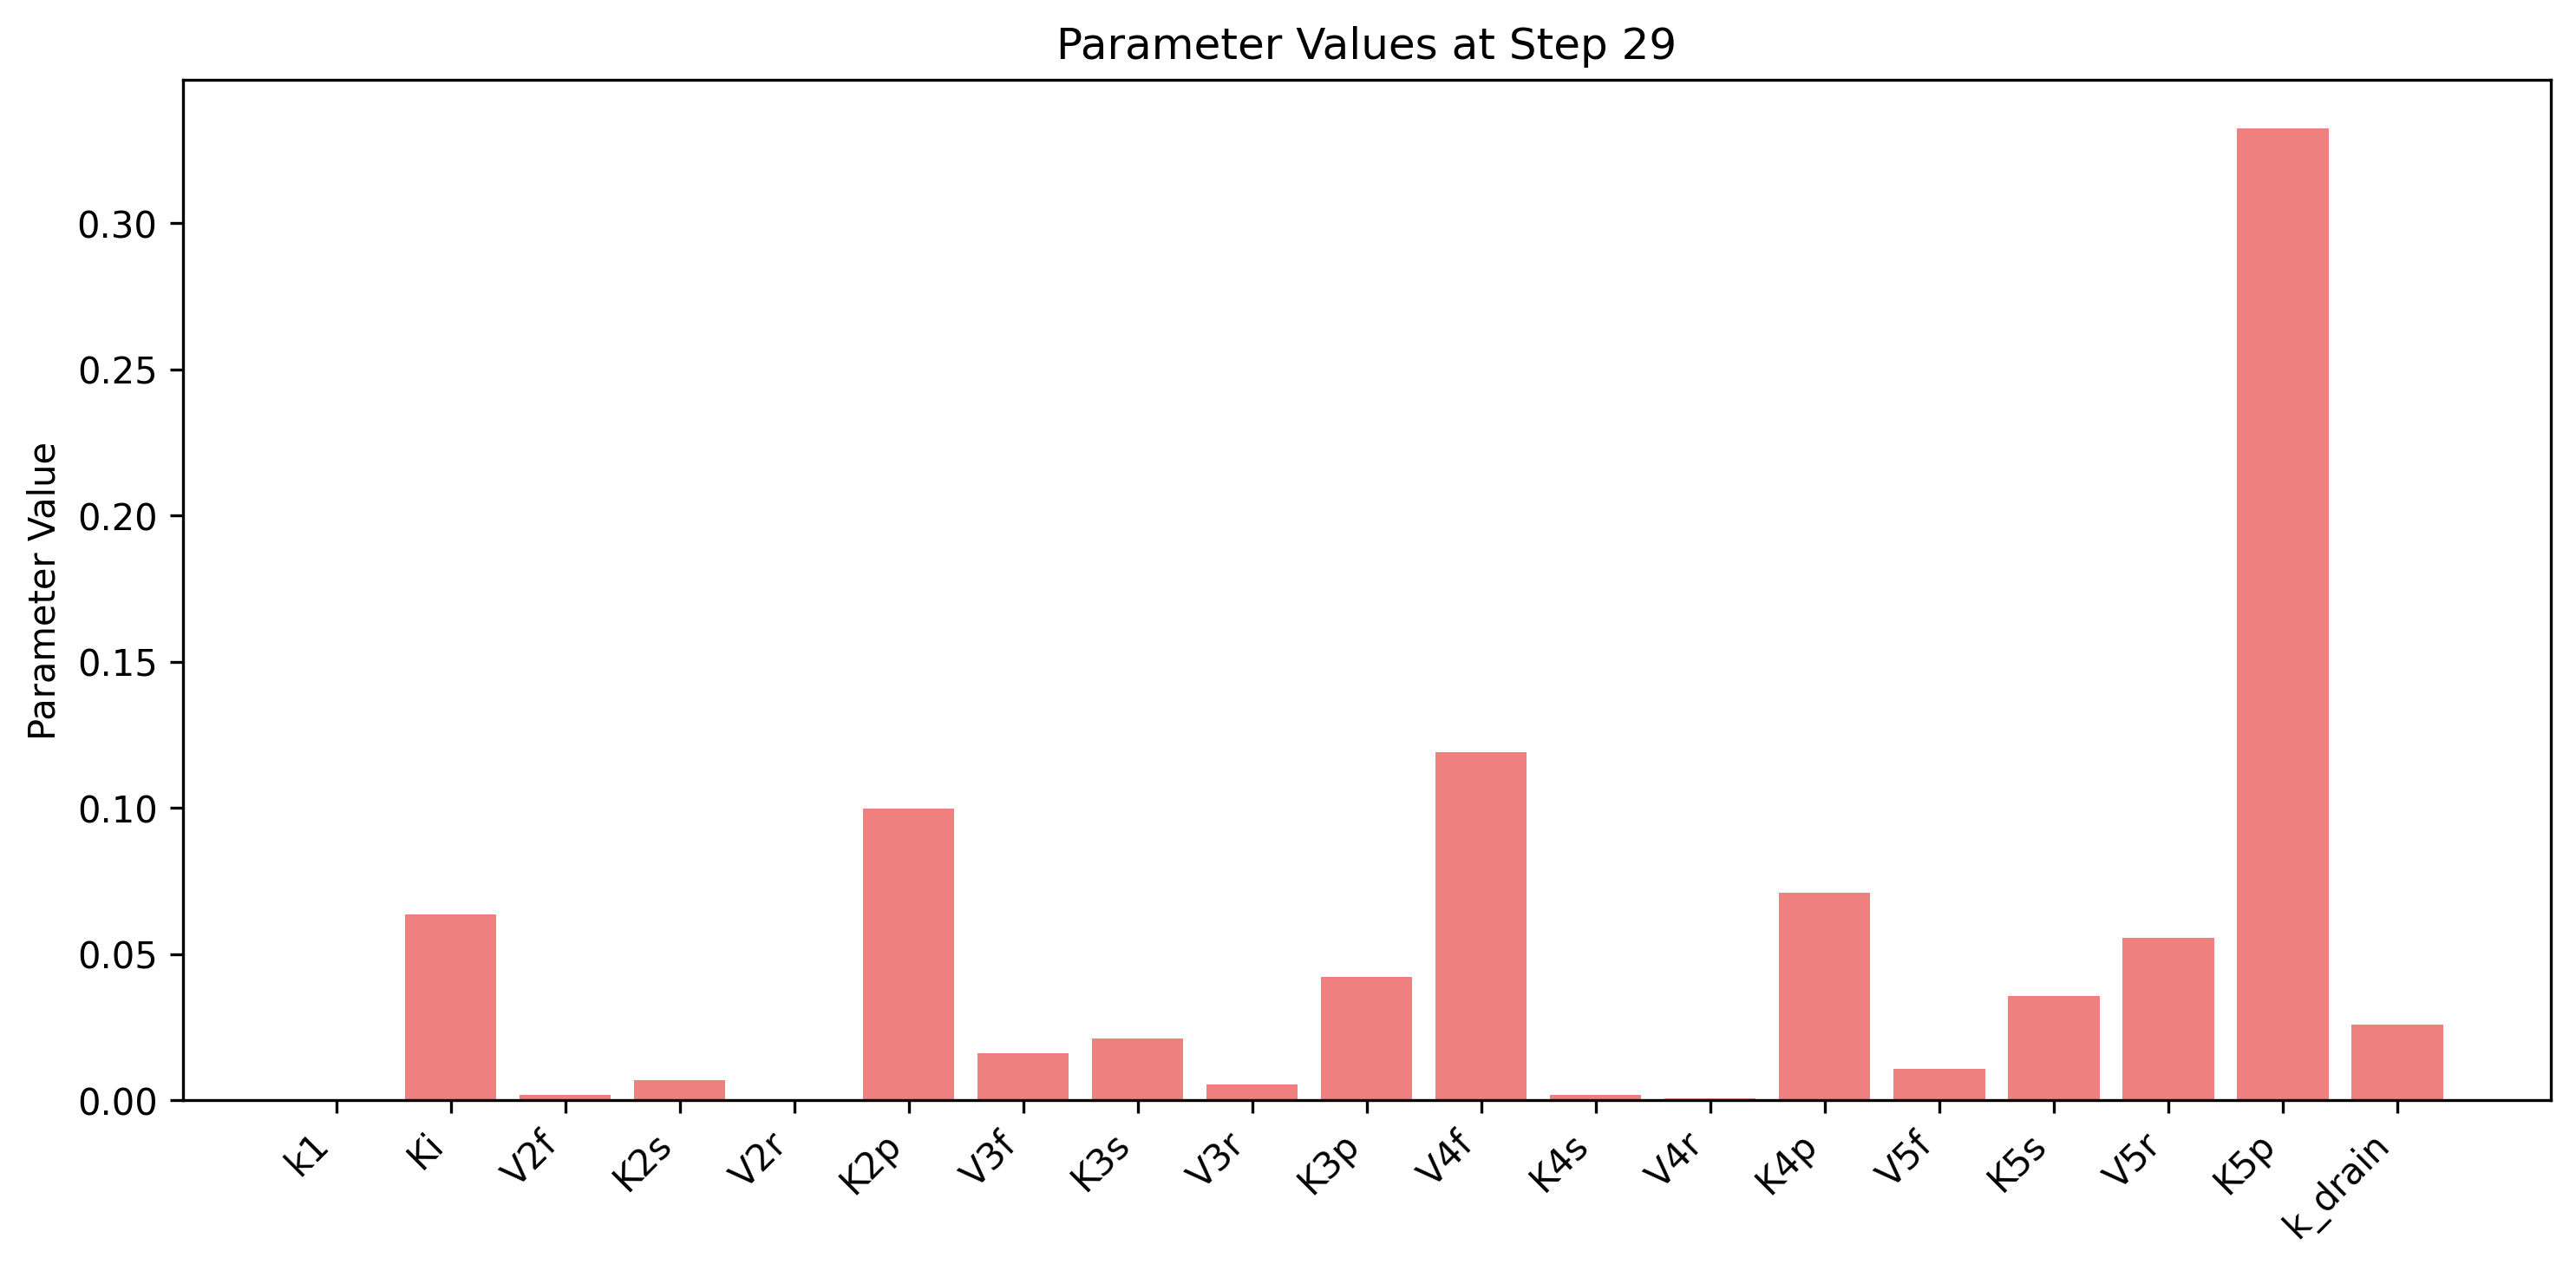 Parameter Values at Step 29
Parameter Value
0.30
0.25
0.20
0.15
0.10
0.05
0.00
k1
Ki
V2f
K2s
V2r
K2p
V3f
K3s
V3r
K3p
V4f
K4s
V4r
K4p
V5f
K5s
V5r
K5p
k_drain